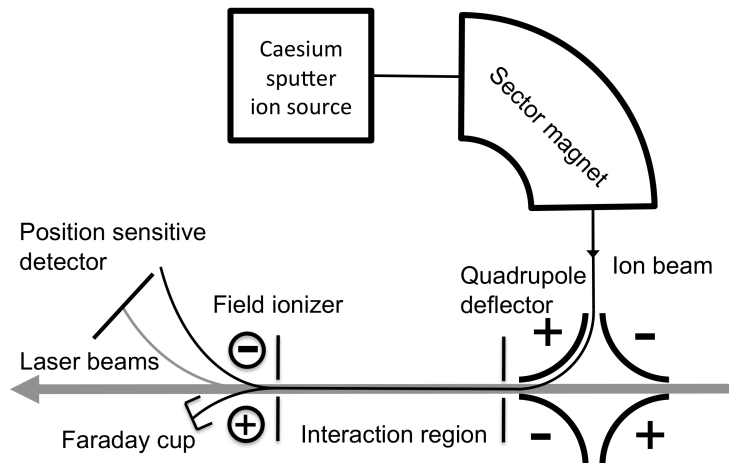 Caesium
sputter
ion source
Sector magnet
Position sensitive
detector
Ion beam
Quadrupole
deflector
Field ionizer
+
-
-
Laser beams
+
-
+
Faraday cup
Interaction region